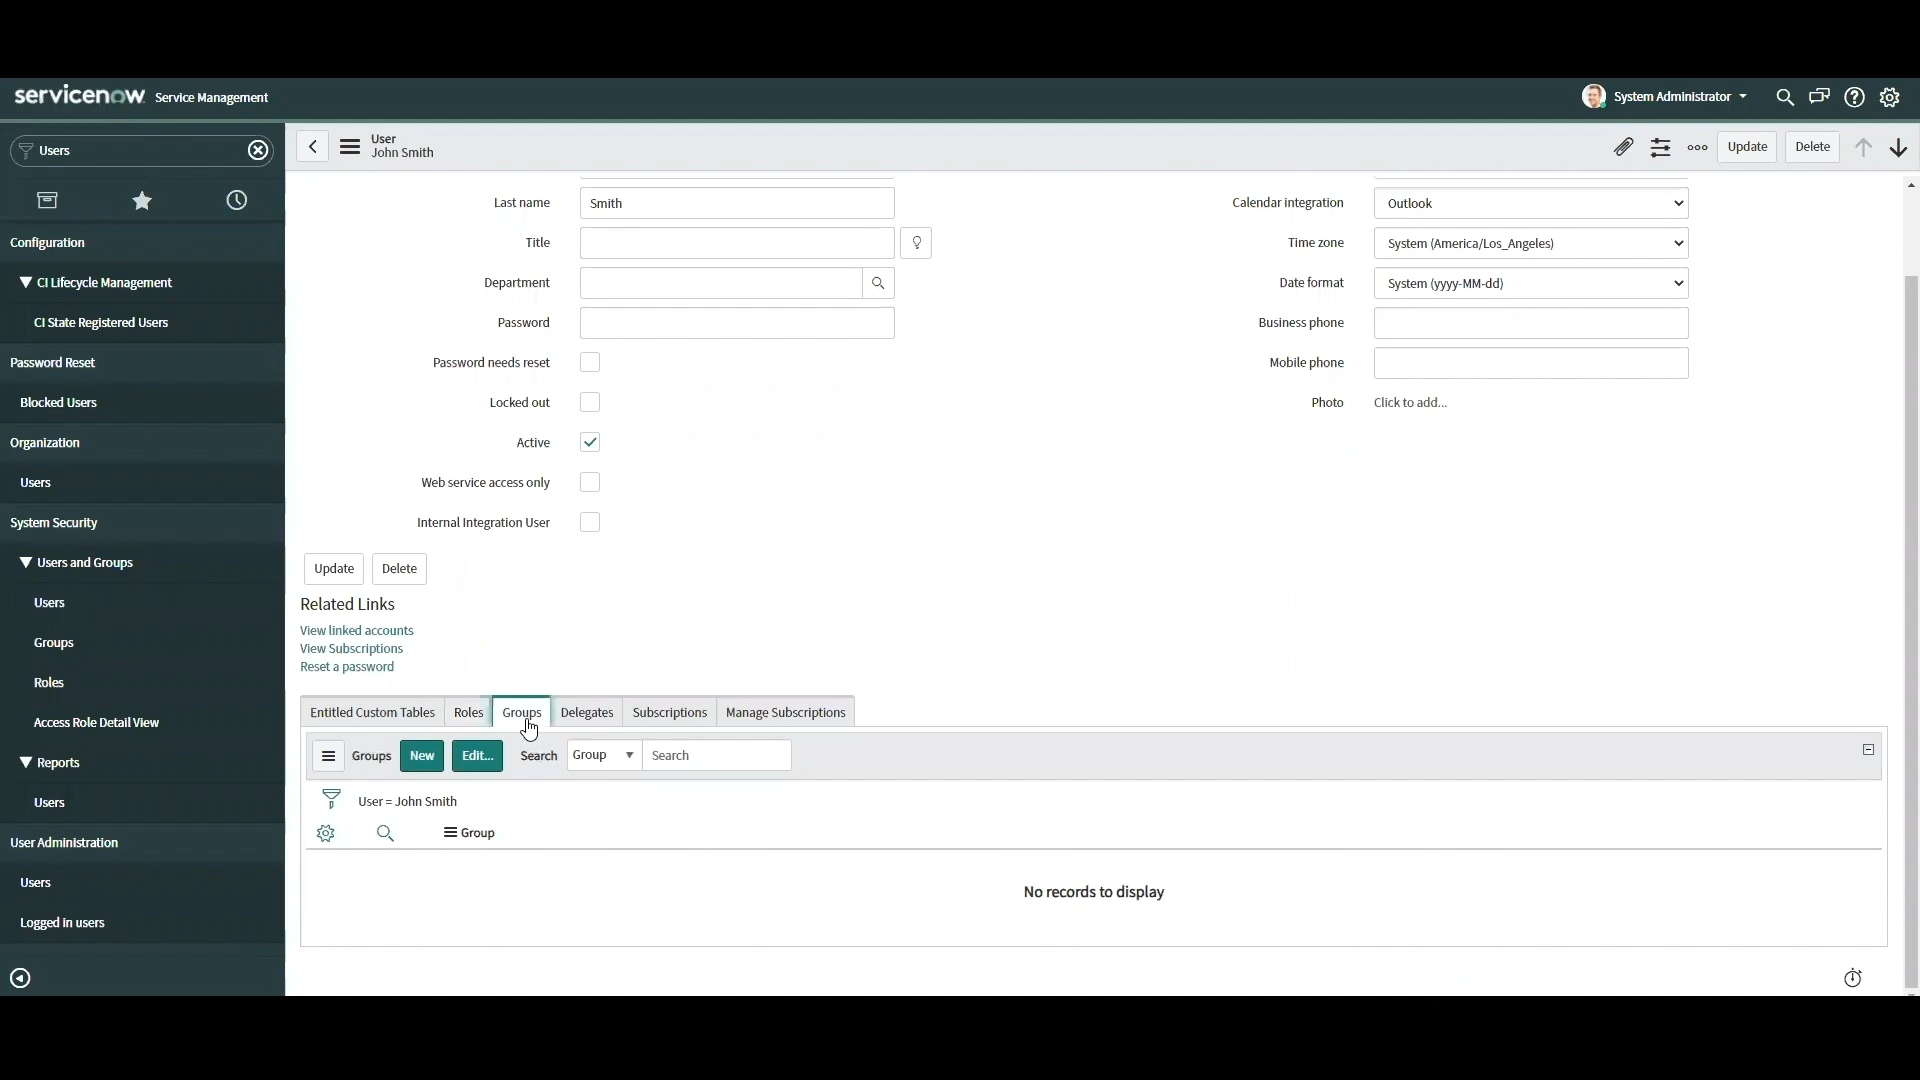 servicenow Service Management
System Administrator
Users
User
John Smith
Update
Delete
Configuration
CI Lifecycle Management
CI State Registered Users
Password Reset
Blocked Users
Organization
Users
System Security
Users and Groups
Users
Groups
Roles
Access Role Detail View
Reports
Users
User Administration
Users
Logged in users
Last name Smith
Title
Department
Password
Password needs reset
Locked out
Active
Web service access only
Internal Integration User
Calendar integration Outlook
Time zone System (America/Los_Angeles)
Date format System (yyyy-MM-dd)
Business phone
Mobile phone
Photo Click to add...
Update Delete
Related Links
View linked accounts
View Subscriptions
Reset a password
Entitled Custom Tables Roles Groups Delegates Subscriptions Manage Subscriptions
Groups New Edit... Search Group Search
User = John Smith
Group
No records to display